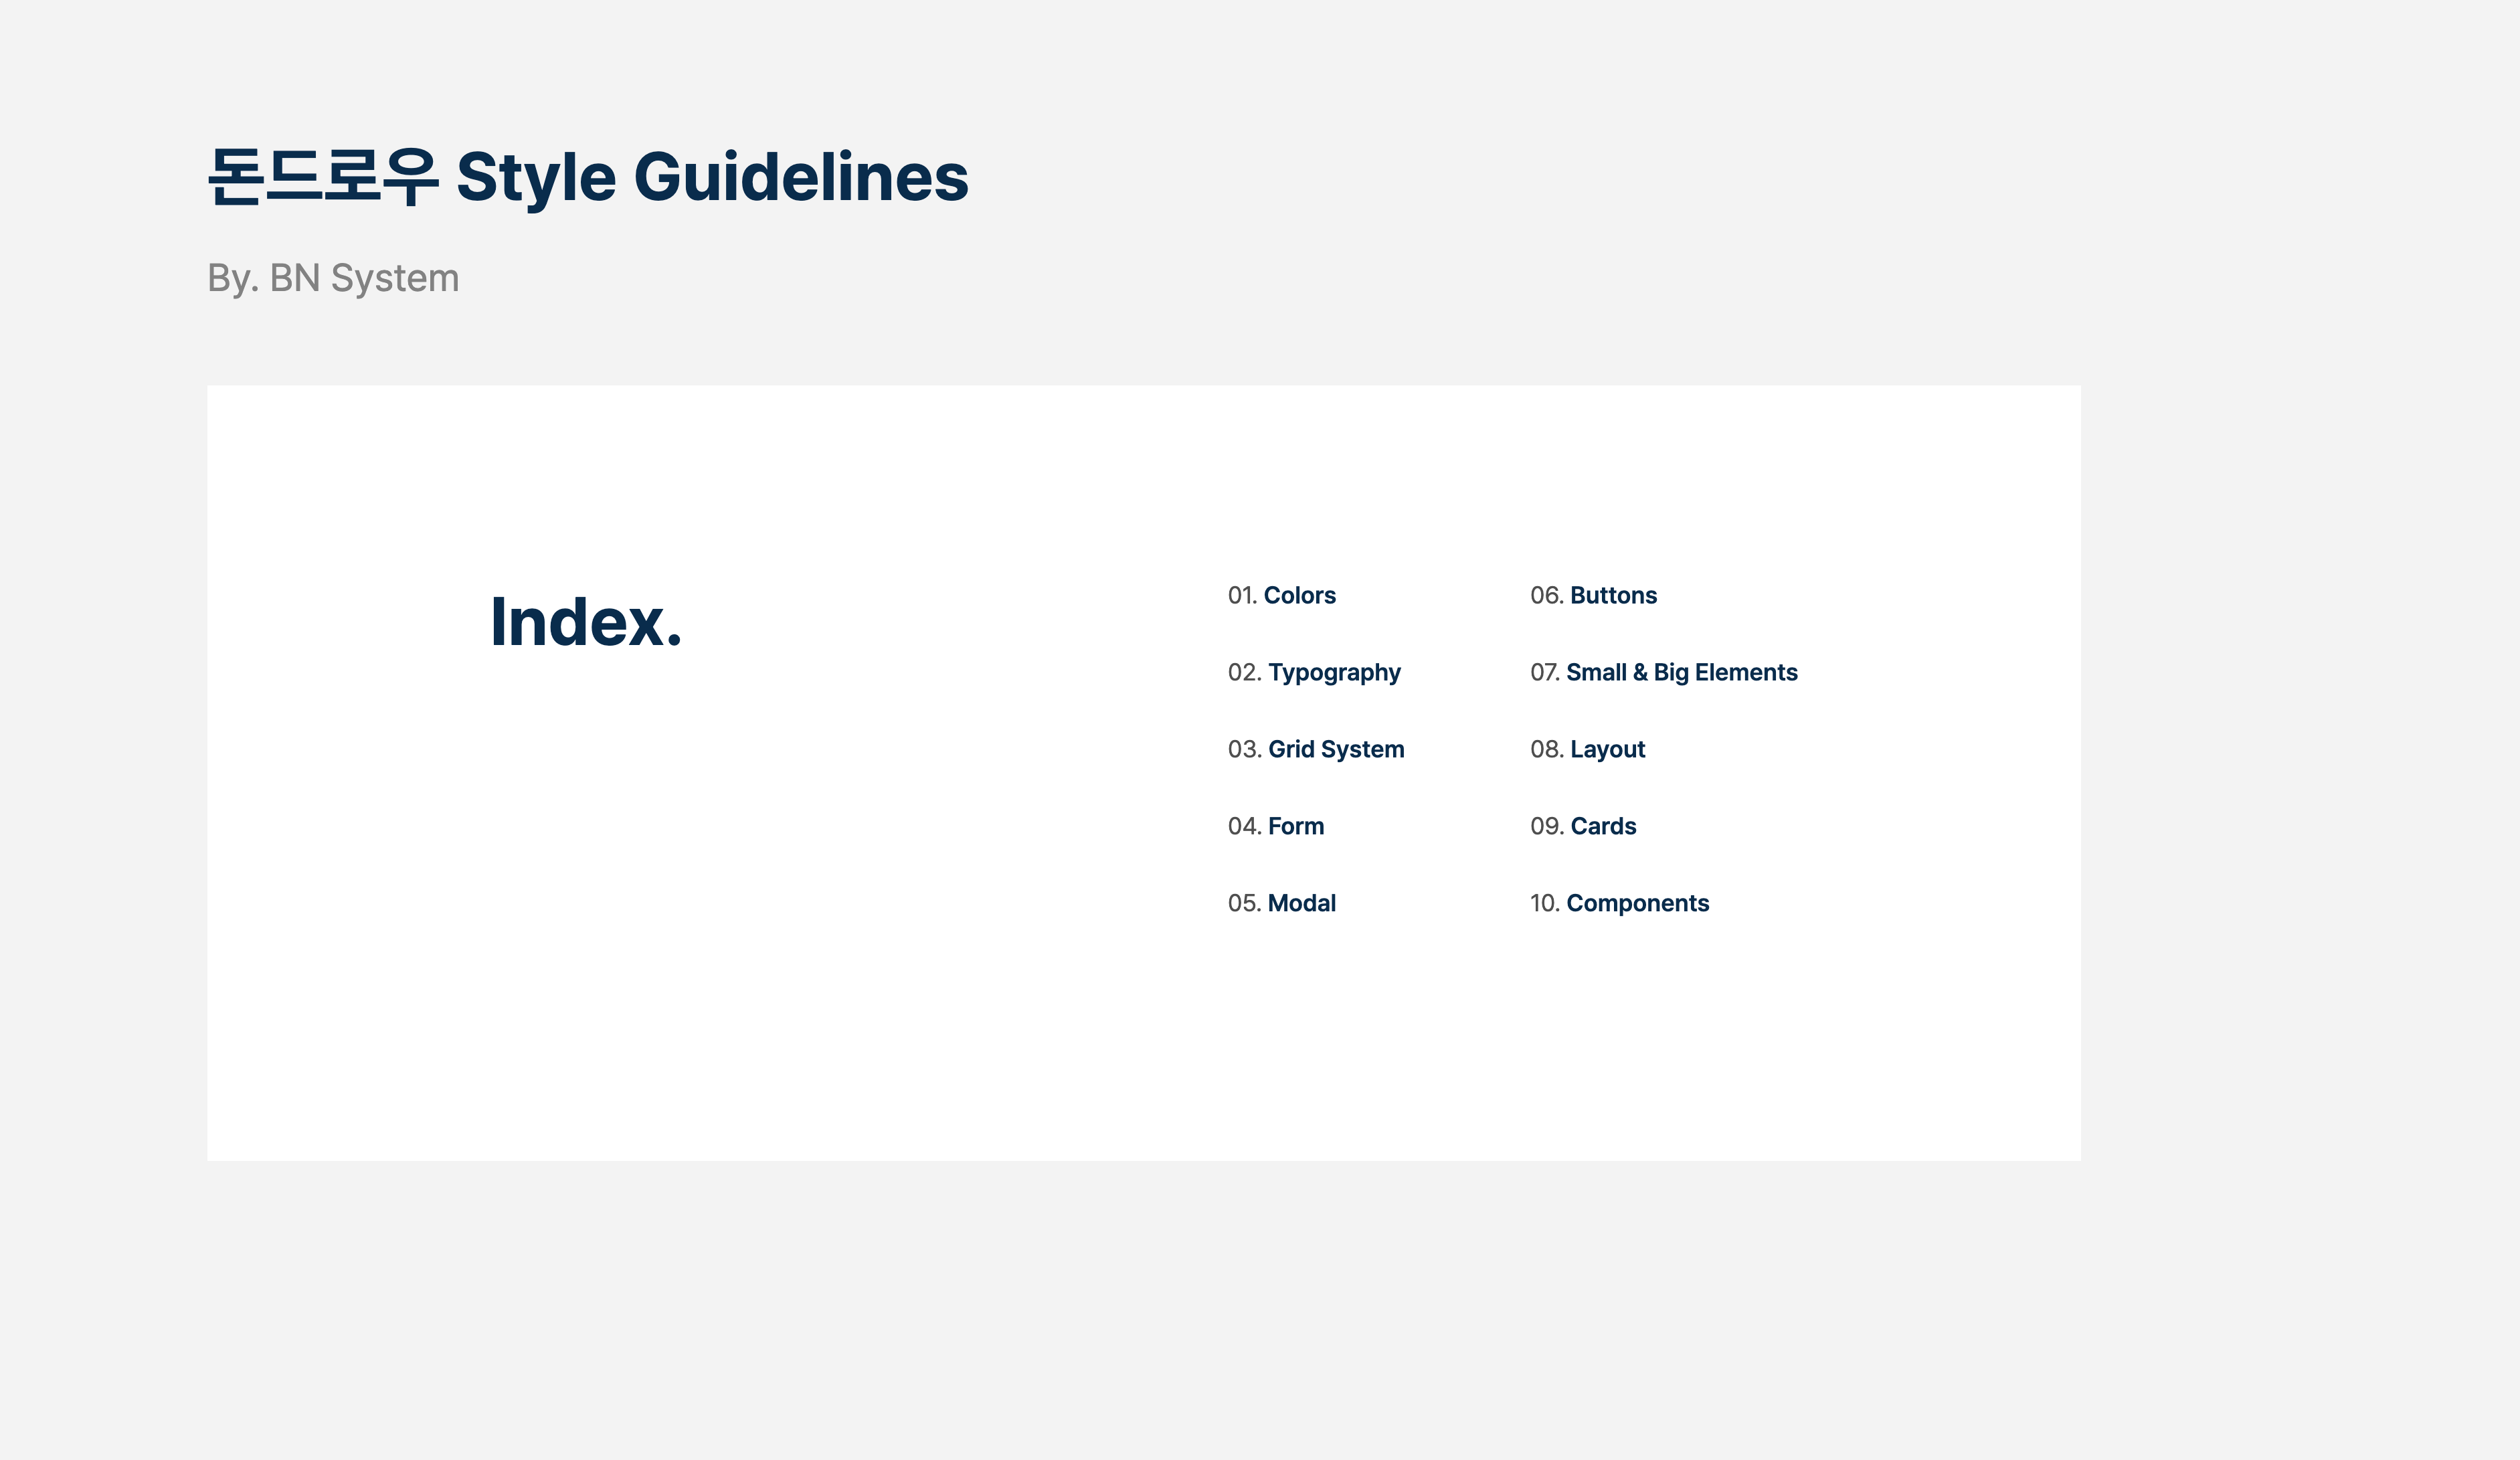 돈드로우 Style Guidelines
By. BN System
Index.
01. Colors
02. Typography
03. Grid System
04. Form
05. Modal
06. Buttons
07. Small & Big Elements
08. Layout
09. Cards
10. Components